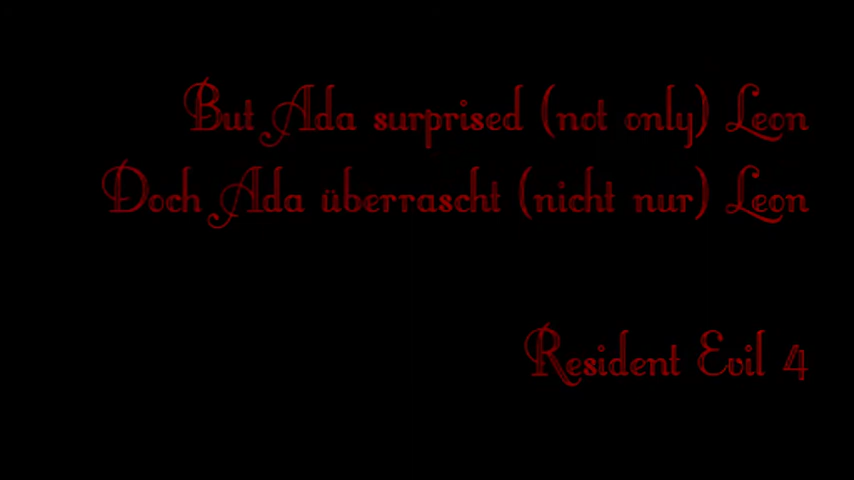 But Ada surprised (not only) Leon
Doch Ada überrascht (nicht nur) Leon
Resident Evil 4